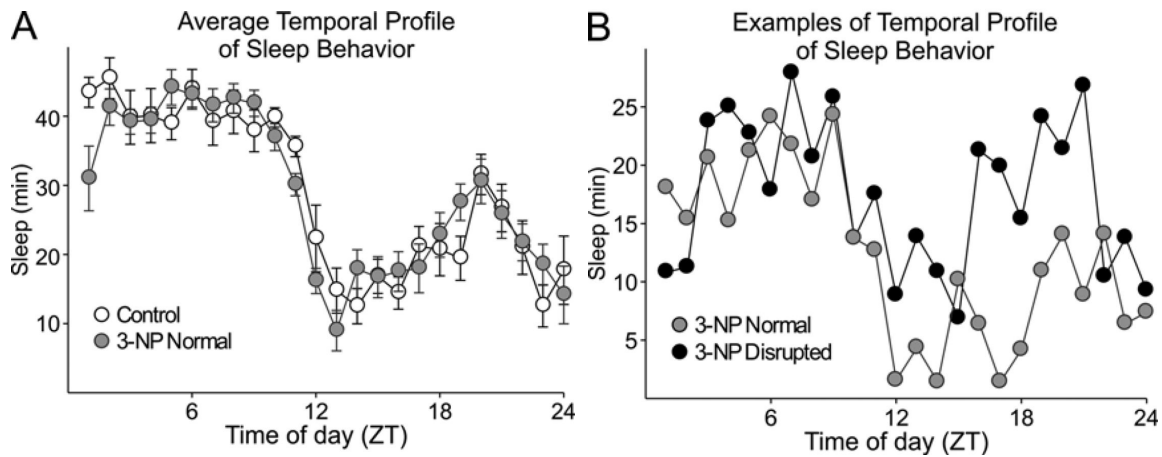 A
Average Temporal Profile
of Sleep Behavior
Sleep (min)
40
30
20
10
Control
3-NP Normal
6
12
18
24
Time of day (ZT)
B
Examples of Temporal Profile
of Sleep Behavior
Sleep (min)
25
20
15
10
5
3-NP Normal
3-NP Disrupted
6
12
18
24
Time of day (ZT)